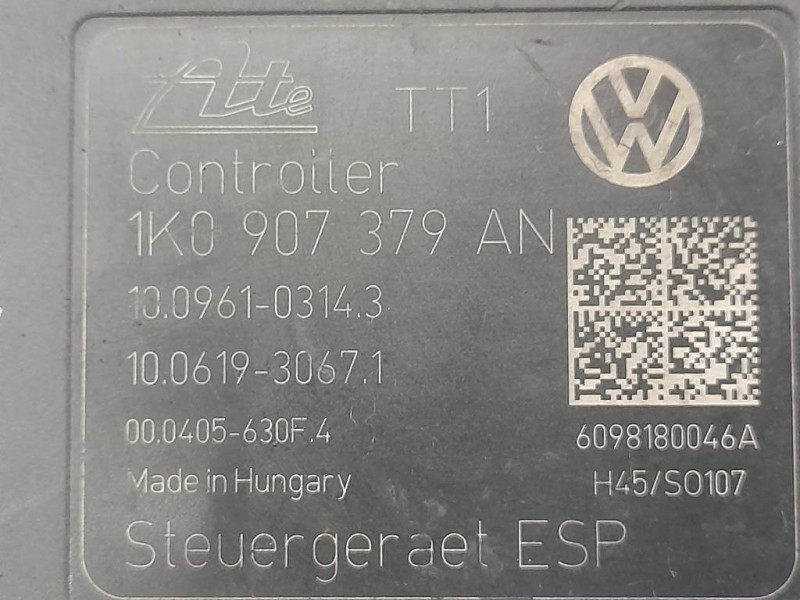 Ate TT1
Controller
1K0 907 379 AN
10.0961-0314.3
10.0619-3067.1
00.0405-630F.4
6098180046A
Made in Hungary
H45/SO107
Steuergeraet ESP